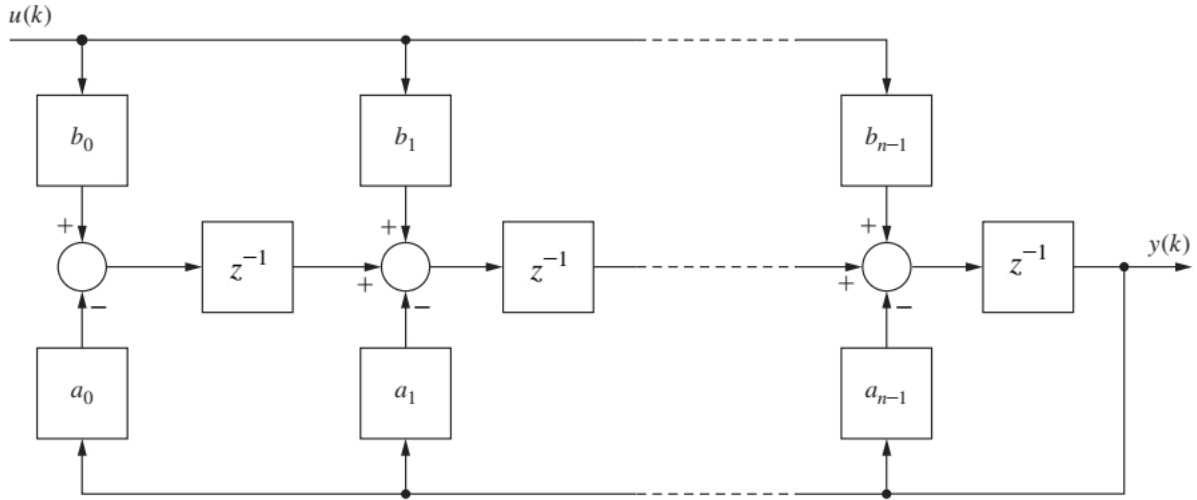 u(k)
b₀ b₁ bₙ₋₁
+ + +
z⁻¹ z⁻¹ z⁻¹ y(k)
+ +
− − −
a₀ a₁ aₙ₋₁